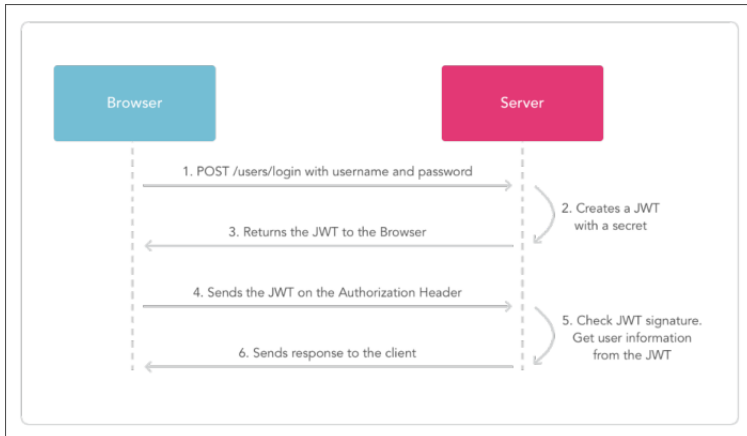 Browser
Server
1. POST /users/login with username and password
2. Creates a JWT
with a secret
3. Returns the JWT to the Browser
4. Sends the JWT on the Authorization Header
5. Check JWT signature.
Get user information
from the JWT
6. Sends response to the client